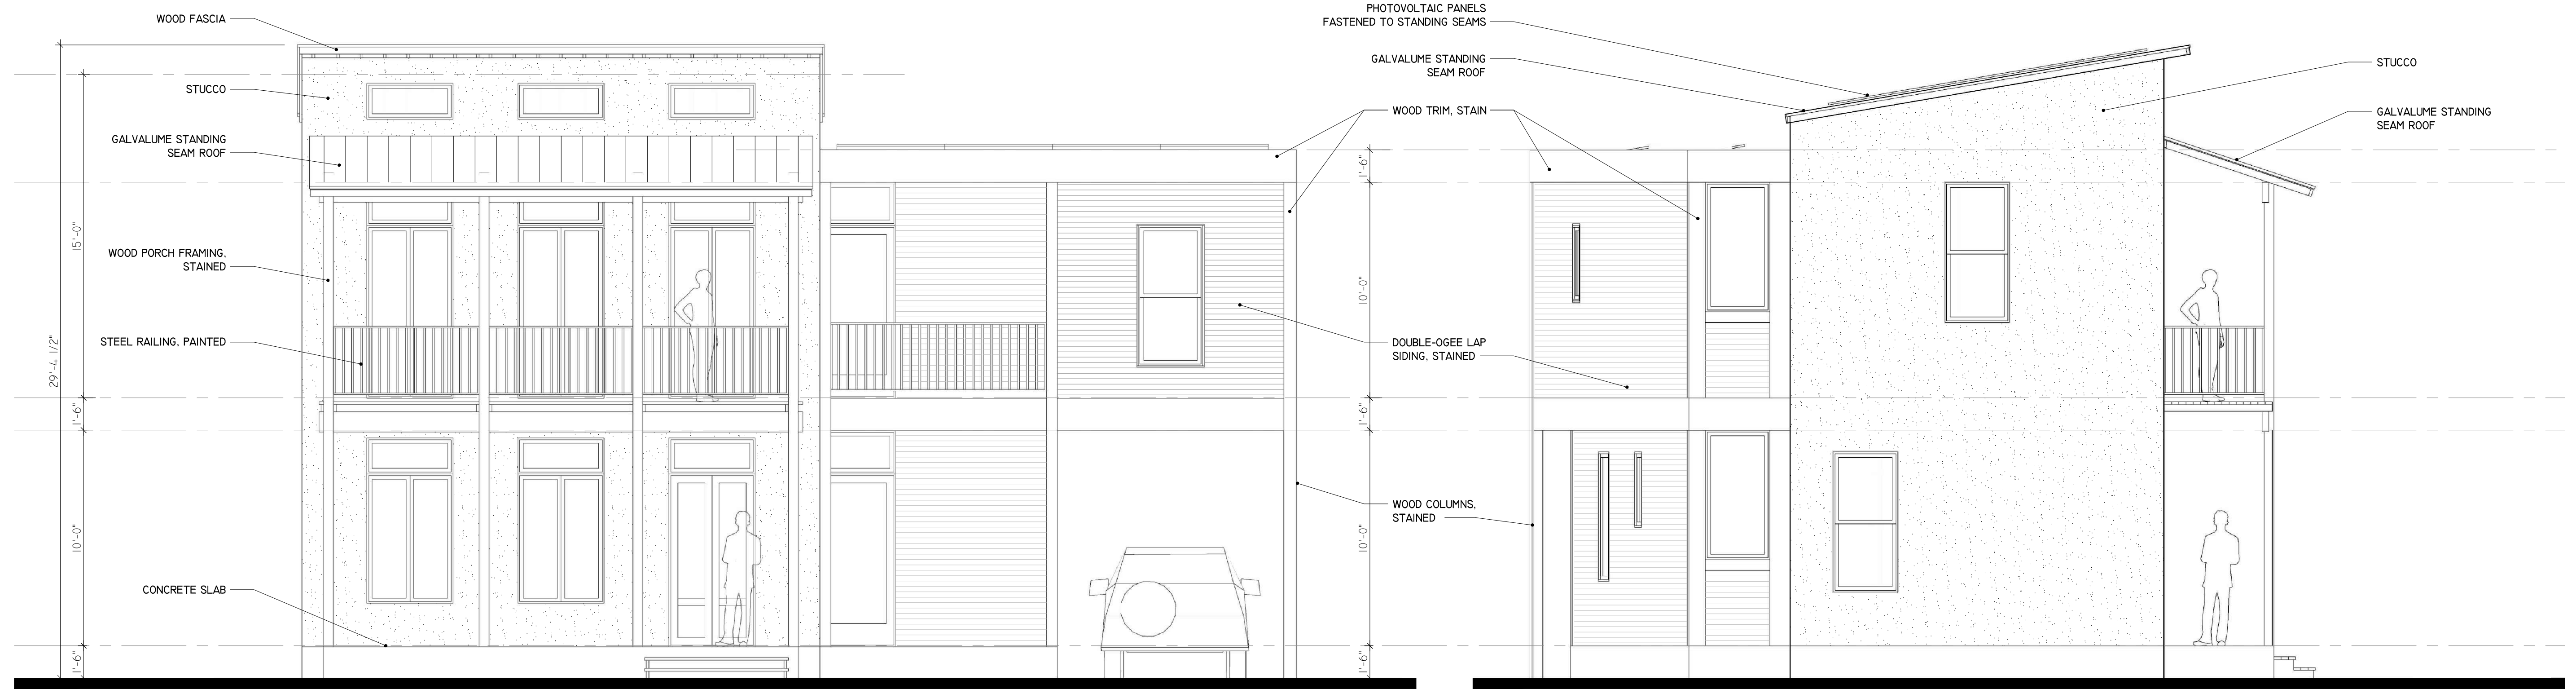 WOOD FASCIA
STUCCO
GALVALUME STANDING
SEAM ROOF
WOOD PORCH FRAMING,
STAINED
STEEL RAILING, PAINTED
CONCRETE SLAB
29'-4 1/2"
15'-0"
1'-6"
10'-0"
1'-6"
PHOTOVOLTAIC PANELS
FASTENED TO STANDING SEAMS
GALVALUME STANDING
SEAM ROOF
WOOD TRIM, STAIN
DOUBLE-OGEE LAP
SIDING, STAINED
WOOD COLUMNS,
STAINED
1'-6"
10'-0"
1'-6"
10'-0"
1'-6"
STUCCO
GALVALUME STANDING
SEAM ROOF